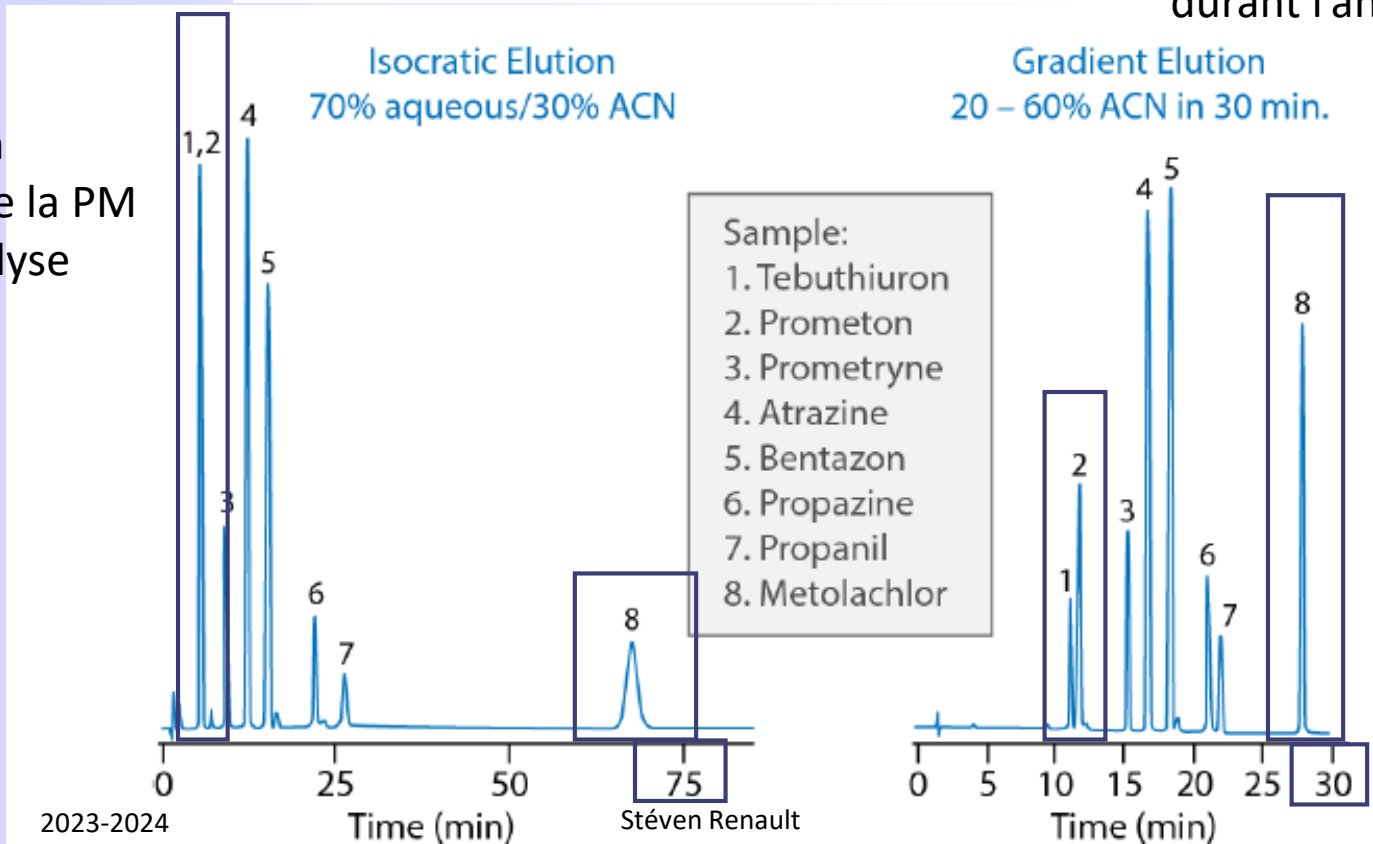 durant l'an
e la PM
lyse
Isocratic Elution
70% aqueous/30% ACN
1,2
3
4
5
6
7
8
0 25 50 75
Time (min)
Sample:
1. Tebuthiuron
2. Prometon
3. Prometryne
4. Atrazine
5. Bentazon
6. Propazine
7. Propanil
8. Metolachlor
Gradient Elution
20 – 60% ACN in 30 min.
1
2
3
4
5
6
7
8
0 5 10 15 20 25 30
Time (min)
2023-2024
Stéven Renault